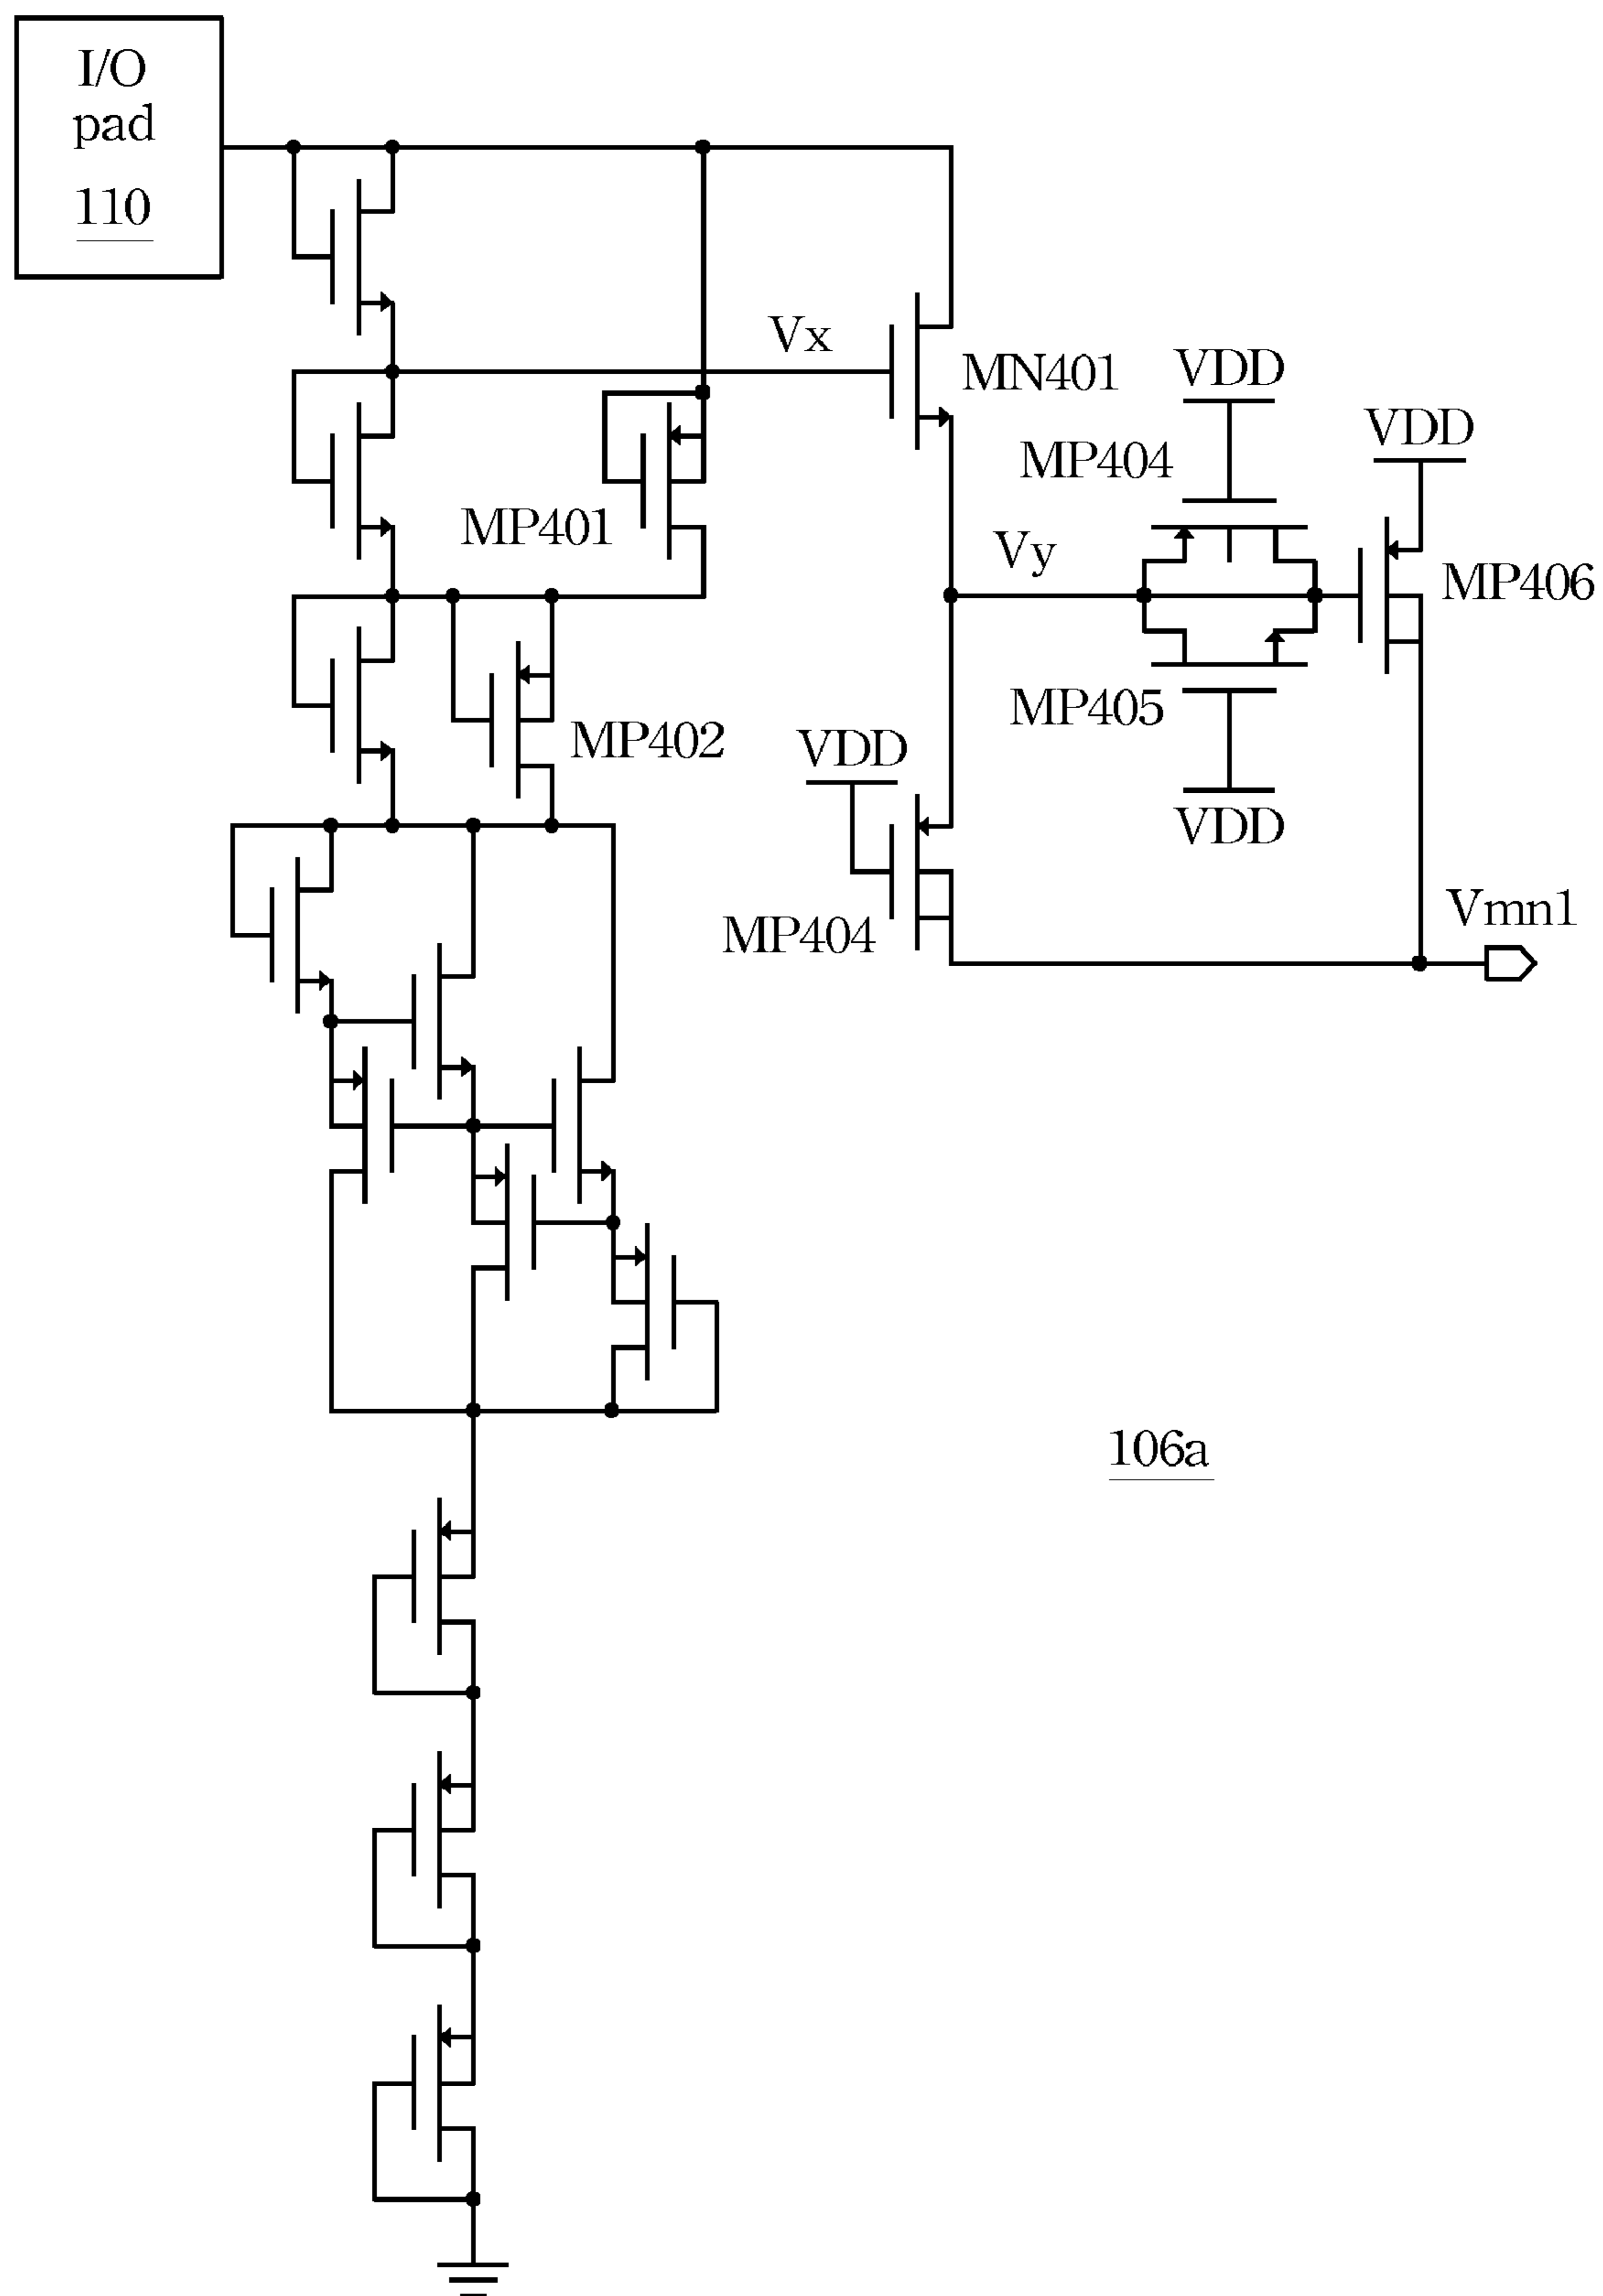 I/O
pad
110
Vx
MN401
VDD
VDD
MP404
MP401
Vy
MP406
MP402
MP405
VDD
VDD
MP404
Vmn1
106a